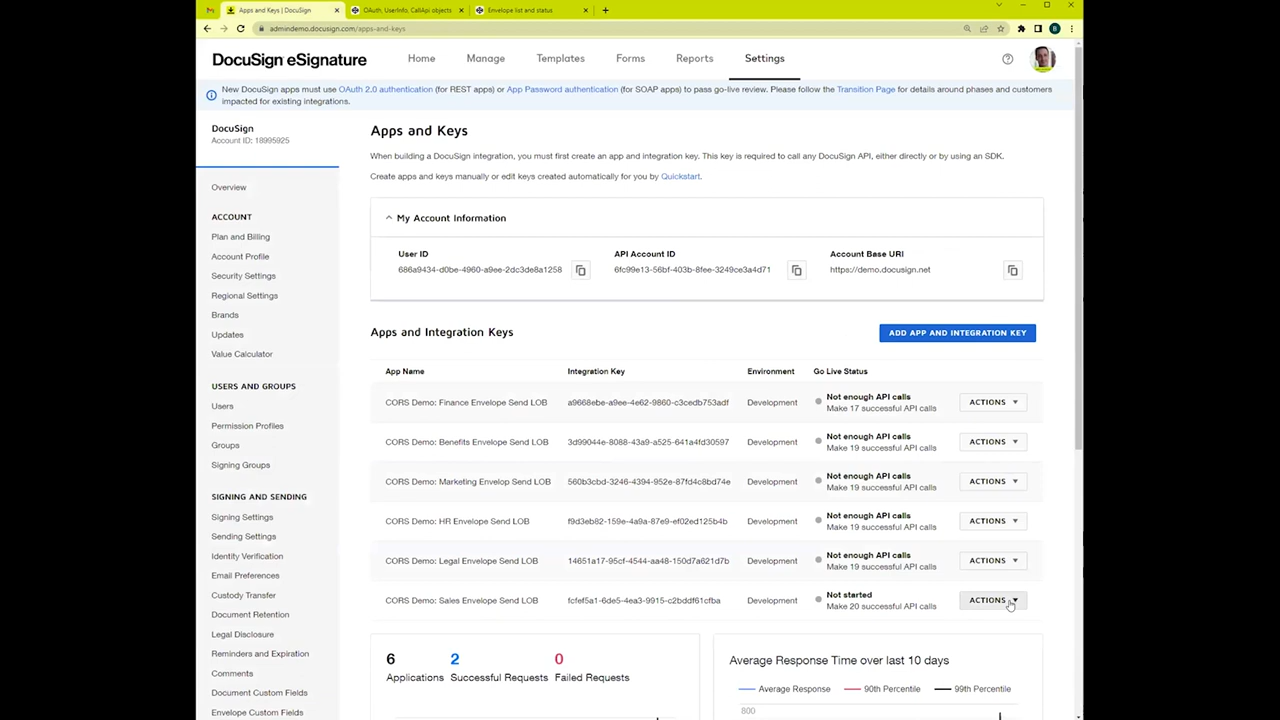 Apps and Keys | DocuSign
OAuth, UserInfo, CallApi objects
Envelope list and status
admindemo.docusign.com/apps-and-keys
B
DocuSign eSignature
Home
Manage
Templates
Forms
Reports
Settings
New DocuSign apps must use OAuth 2.0 authentication (for REST apps) or App Password authentication (for SOAP apps) to pass go-live review. Please follow the Transition Page for details around phases and customers
impacted for existing integrations.
DocuSign
Account ID: 18995925
Overview
ACCOUNT
Plan and Billing
Account Profile
Security Settings
Regional Settings
Brands
Updates
Value Calculator
USERS AND GROUPS
Users
Permission Profiles
Groups
Signing Groups
SIGNING AND SENDING
Signing Settings
Sending Settings
Identity Verification
Email Preferences
Custody Transfer
Document Retention
Legal Disclosure
Reminders and Expiration
Comments
Document Custom Fields
Envelope Custom Fields
Apps and Keys
When building a DocuSign integration, you must first create an app and integration key. This key is required to call any DocuSign API, either directly or by using an SDK.
Create apps and keys manually or edit keys created automatically for you by Quickstart.
My Account Information
User ID
686a9434-d0be-4960-a9ee-2dc3de8a1258
API Account ID
6fc99e13-56bf-403b-8fee-3249ce3a4d71
Account Base URI
https://demo.docusign.net
Apps and Integration Keys
ADD APP AND INTEGRATION KEY
App Name
Integration Key
Environment
Go Live Status
CORS Demo: Finance Envelope Send LOB
a9668ebe-a9ee-4e62-9860-c3cedb753adf
Development
Not enough API calls
Make 17 successful API calls
ACTIONS
CORS Demo: Benefits Envelope Send LOB
3d99044e-8088-43a9-a525-641a4fd30597
Development
Not enough API calls
Make 19 successful API calls
ACTIONS
CORS Demo: Marketing Envelop Send LOB
560b3cbd-3246-4394-952e-87fd4c8bd74e
Development
Not enough API calls
Make 19 successful API calls
ACTIONS
CORS Demo: HR Envelope Send LOB
f9d3eb82-159e-4a9a-87e9-ef02ed125b4b
Development
Not enough API calls
Make 19 successful API calls
ACTIONS
CORS Demo: Legal Envelope Send LOB
14651a17-95cf-4544-aa48-150d7a621d7b
Development
Not enough API calls
Make 19 successful API calls
ACTIONS
CORS Demo: Sales Envelope Send LOB
fcfef5a1-6de5-4ea3-9915-c2bddf61cfba
Development
Not started
Make 20 successful API calls
ACTIONS
6
Applications
2
Successful Requests
0
Failed Requests
Average Response Time over last 10 days
Average Response
90th Percentile
99th Percentile
800